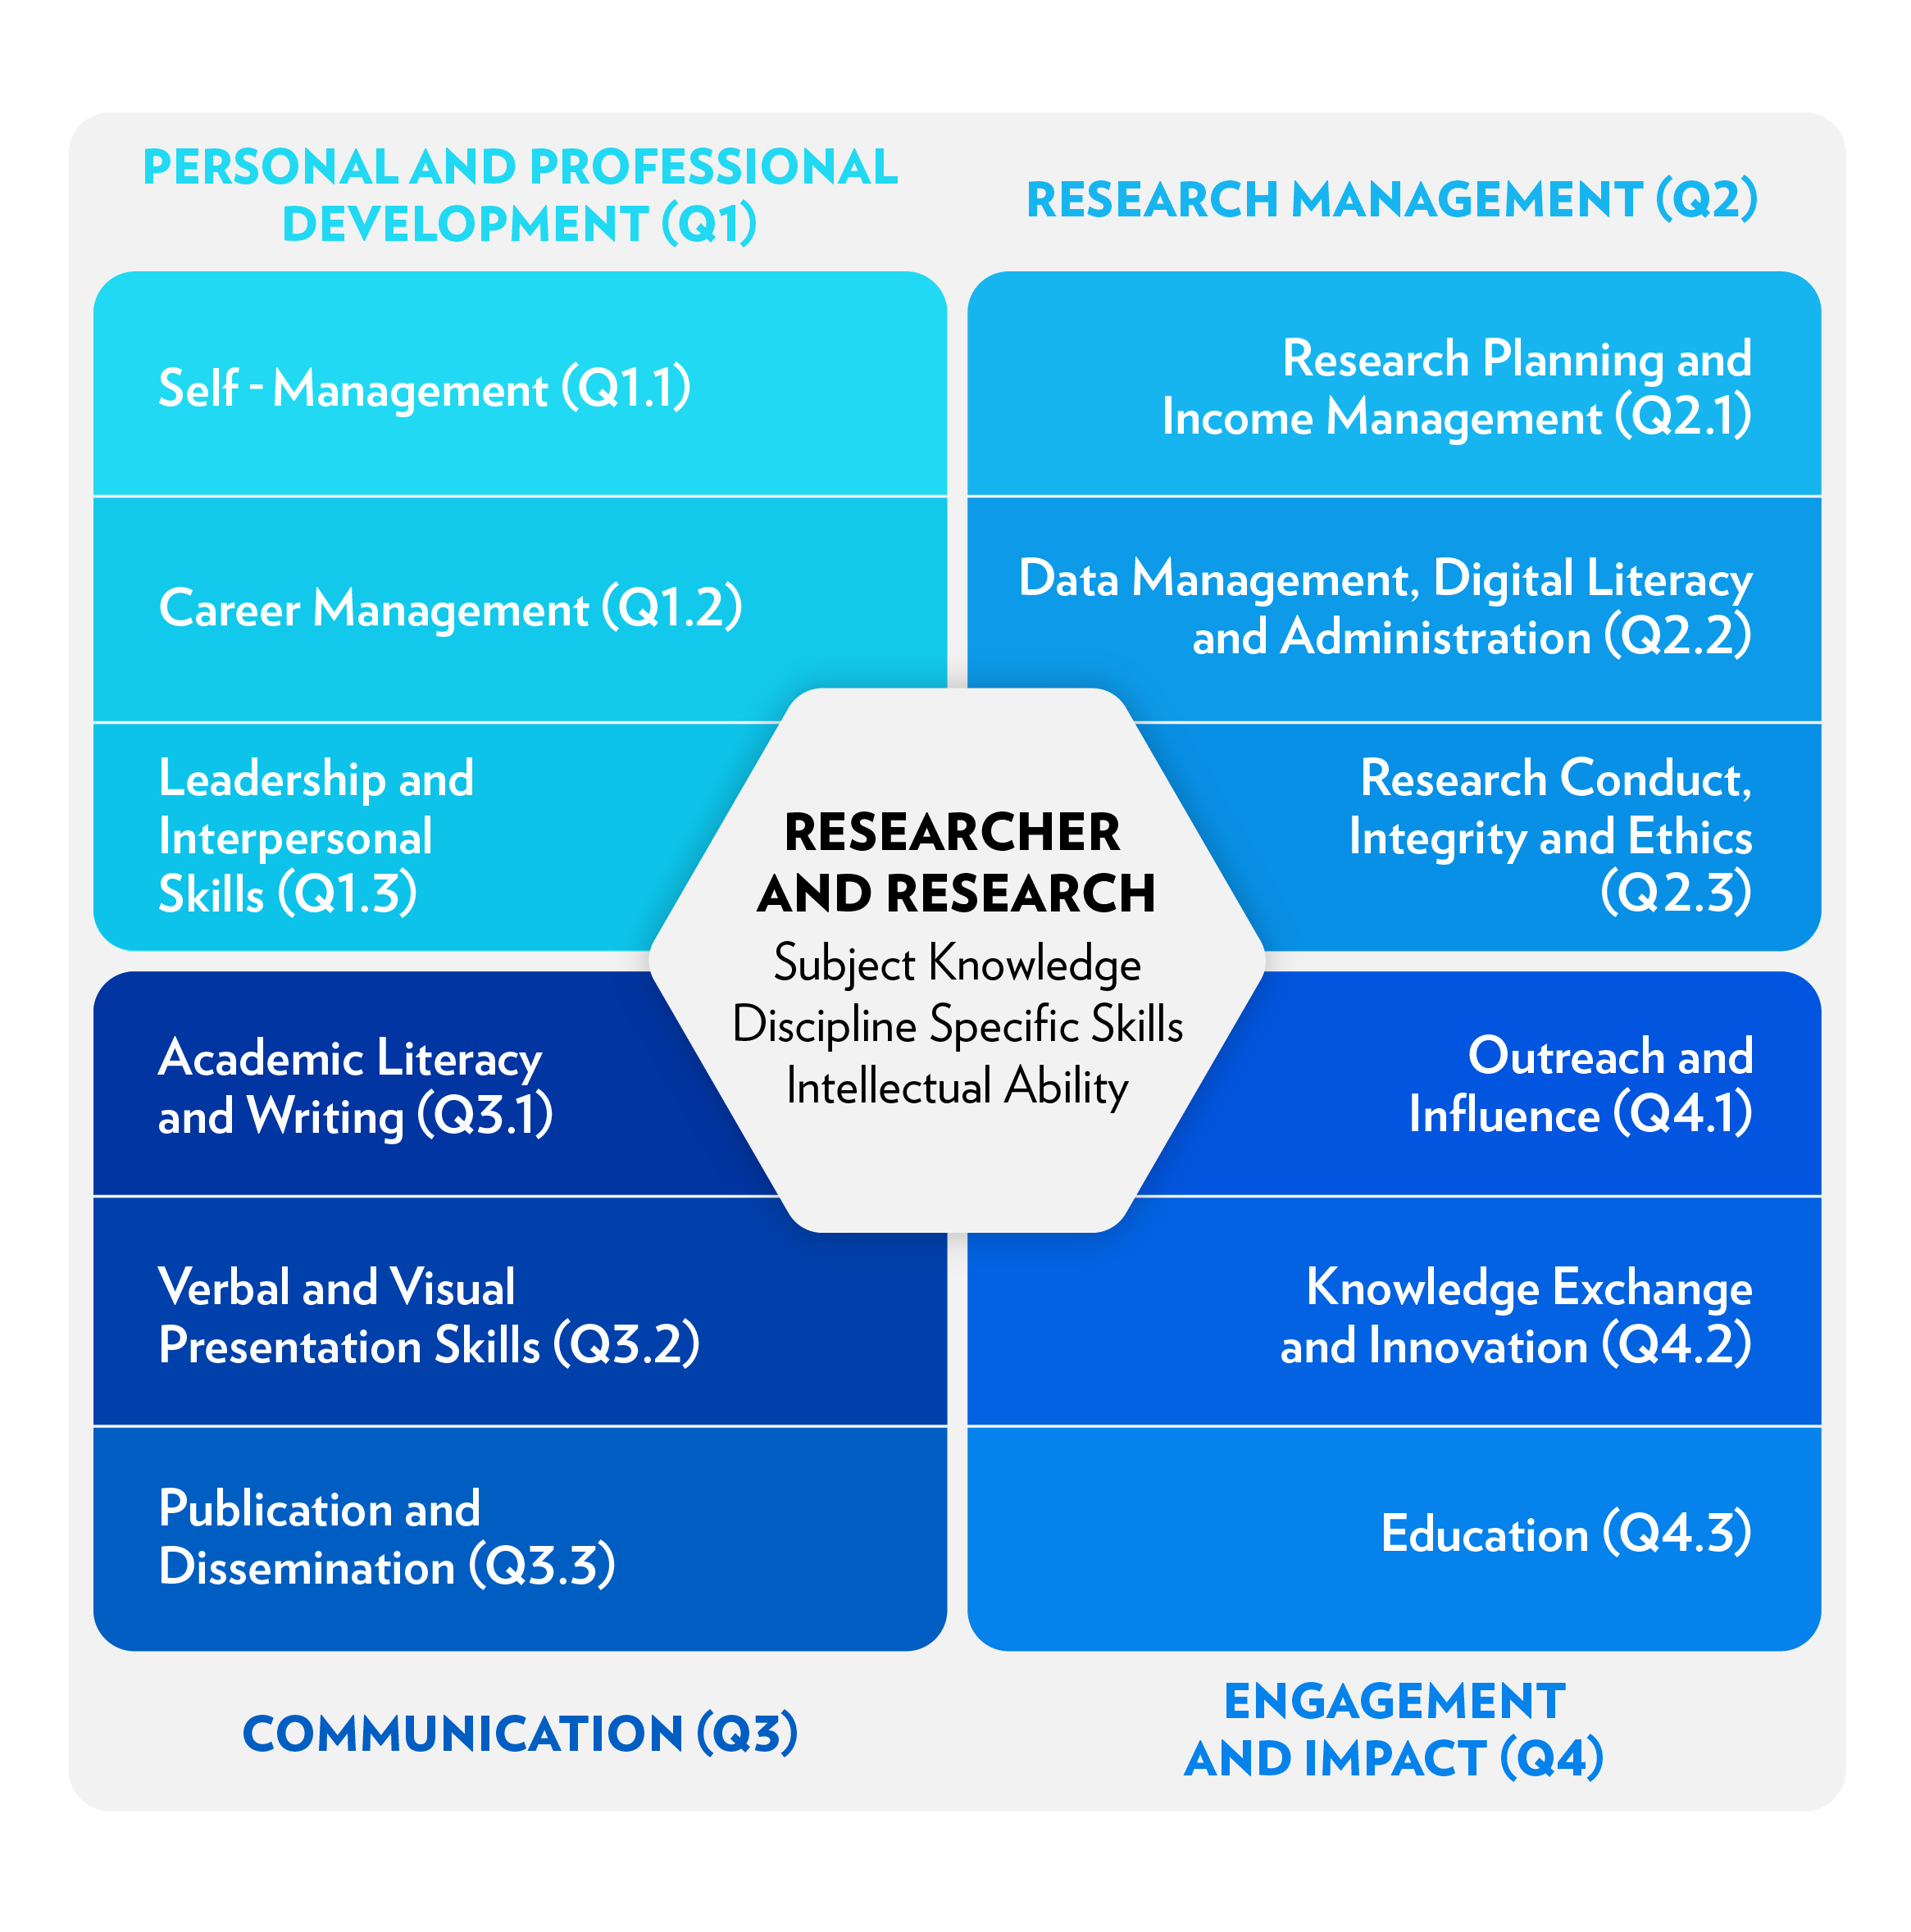 PERSONAL AND PROFESSIONAL
DEVELOPMENT (Q1)
Self - Management (Q1.1)
Career Management (Q1.2)
Leadership and
Interpersonal
Skills (Q1.3)
RESEARCH MANAGEMENT (Q2)
Research Planning and
Income Management (Q2.1)
Data Management, Digital Literacy
and Administration (Q2.2)
Research Conduct,
Integrity and Ethics
(Q2.3)
RESEARCHER
AND RESEARCH
Subject Knowledge
Discipline Specific Skills
Intellectual Ability
Academic Literacy
and Writing (Q3.1)
Verbal and Visual
Presentation Skills (Q3.2)
Publication and
Dissemination (Q3.3)
COMMUNICATION (Q3)
Outreach and
Influence (Q4.1)
Knowledge Exchange
and Innovation (Q4.2)
Education (Q4.3)
ENGAGEMENT
AND IMPACT (Q4)